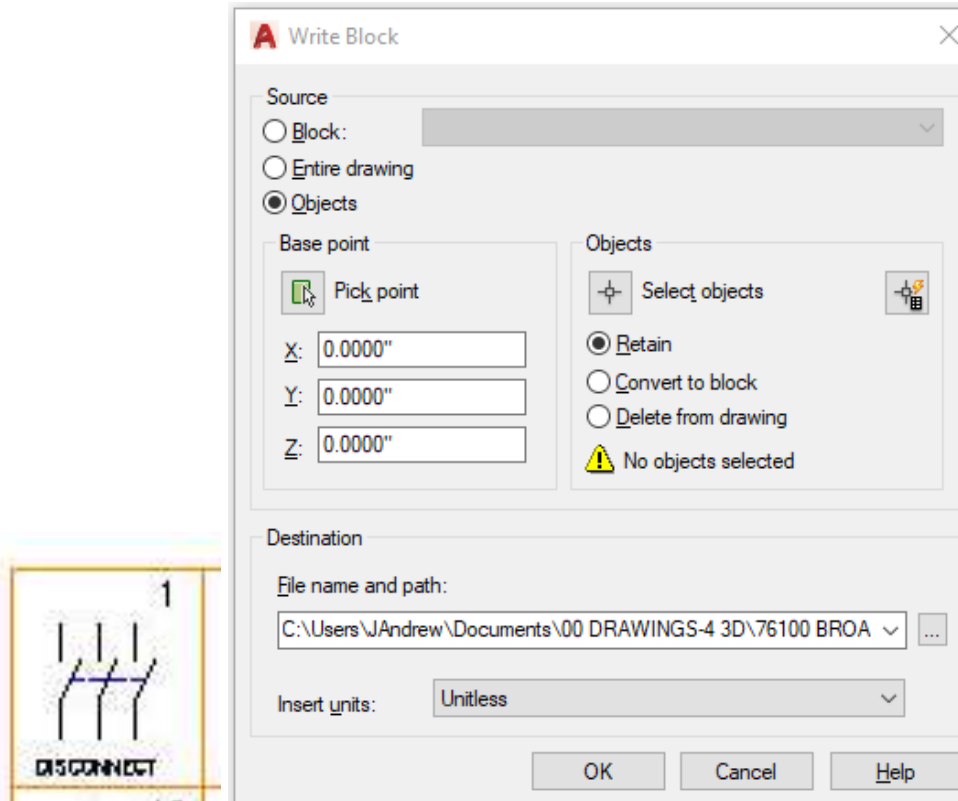 Write Block
Source
Block:
Entire drawing
Objects
Base point
Pick point
X: 0.0000"
Y: 0.0000"
Z: 0.0000"
Objects
Select objects
Retain
Convert to block
Delete from drawing
No objects selected
Destination
File name and path:
C:\Users\JAndrew\Documents\00 DRAWINGS-4 3D\76100 BROA
...
Insert units: Unitless
OK Cancel Help
1
DISCONNECT